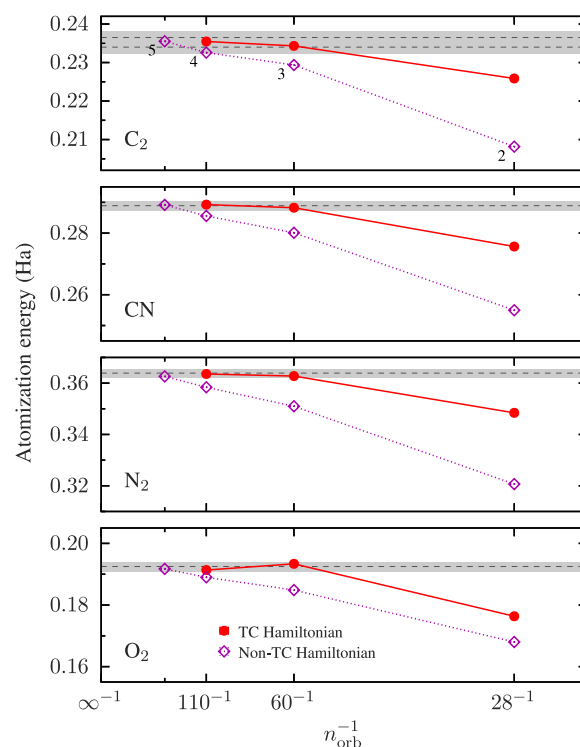 0.24
0.23
0.22
0.21
5
4
3
2
C₂
0.28
0.26
CN
Atomization energy (Ha)
0.36
0.34
0.32
N₂
0.20
0.18
0.16
TC Hamiltonian
Non-TC Hamiltonian
O₂
∞⁻¹ 110⁻¹ 60⁻¹ 28⁻¹
n⁻¹orb